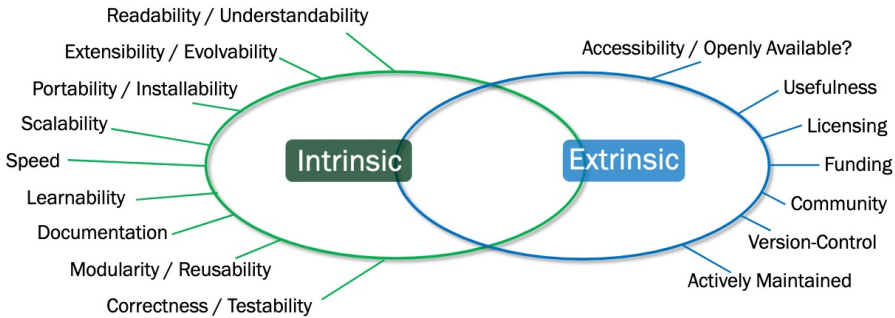 Readability / Understandability
Extensibility / Evolvability
Portability / Installability
Scalability
Speed
Learnability
Documentation
Modularity / Reusability
Correctness / Testability
Intrinsic
Extrinsic
Accessibility / Openly Available?
Usefulness
Licensing
Funding
Community
Version-Control
Actively Maintained